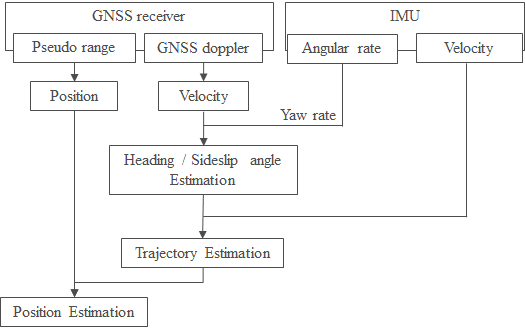 GNSS receiver
IMU
Pseudo range
GNSS doppler
Angular rate
Velocity
Position
Velocity
Yaw rate
Heading / Sideslip angle
Estimation
Trajectory Estimation
Position Estimation